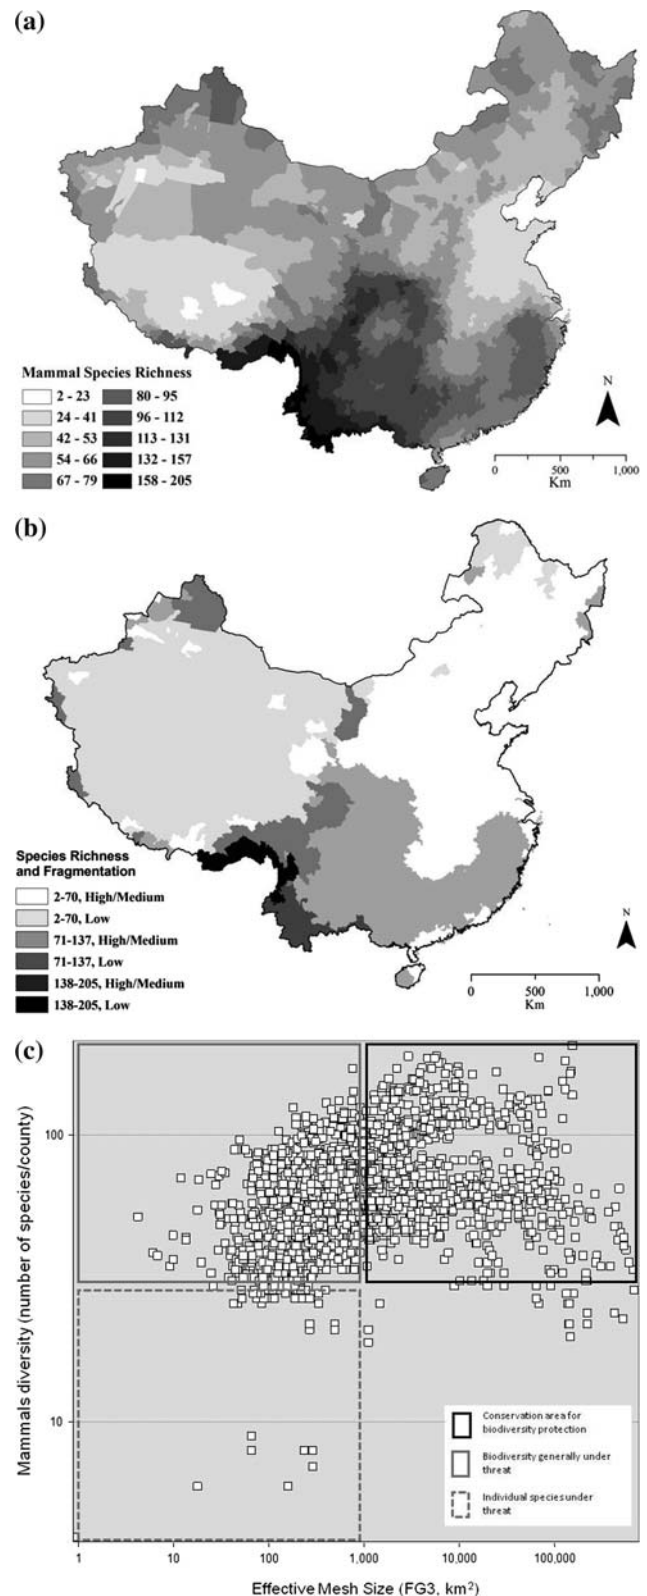 (a)
Mammal Species Richness
2 - 23
24 - 41
42 - 53
54 - 66
67 - 79
80 - 95
96 - 112
113 - 131
132 - 157
158 - 205
N
0 500 1,000
Km
(b)
Species Richness
and Fragmentation
2-70, High/Medium
2-70, Low
71-137, High/Medium
71-137, Low
138-205, High/Medium
138-205, Low
N
0 500 1,000
Km
(c)
Mammals diversity (number of species/county)
100
10
Conservation area for
biodiversity protection
Biodiversity generally under
threat
Individual species under
threat
1 10 100 1,000 10,000 100,000
Effective Mesh Size (FG3, km²)